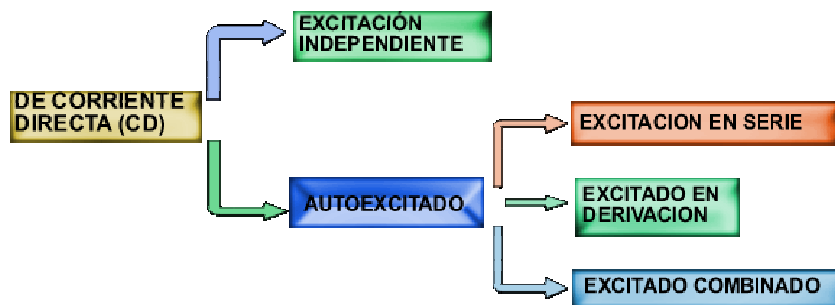 EXCITACIÓN
INDEPENDIENTE
DE CORRIENTE
DIRECTA (CD)
EXCITACION EN SERIE
AUTOEXCITADO
EXCITADO EN
DERIVACION
EXCITADO COMBINADO